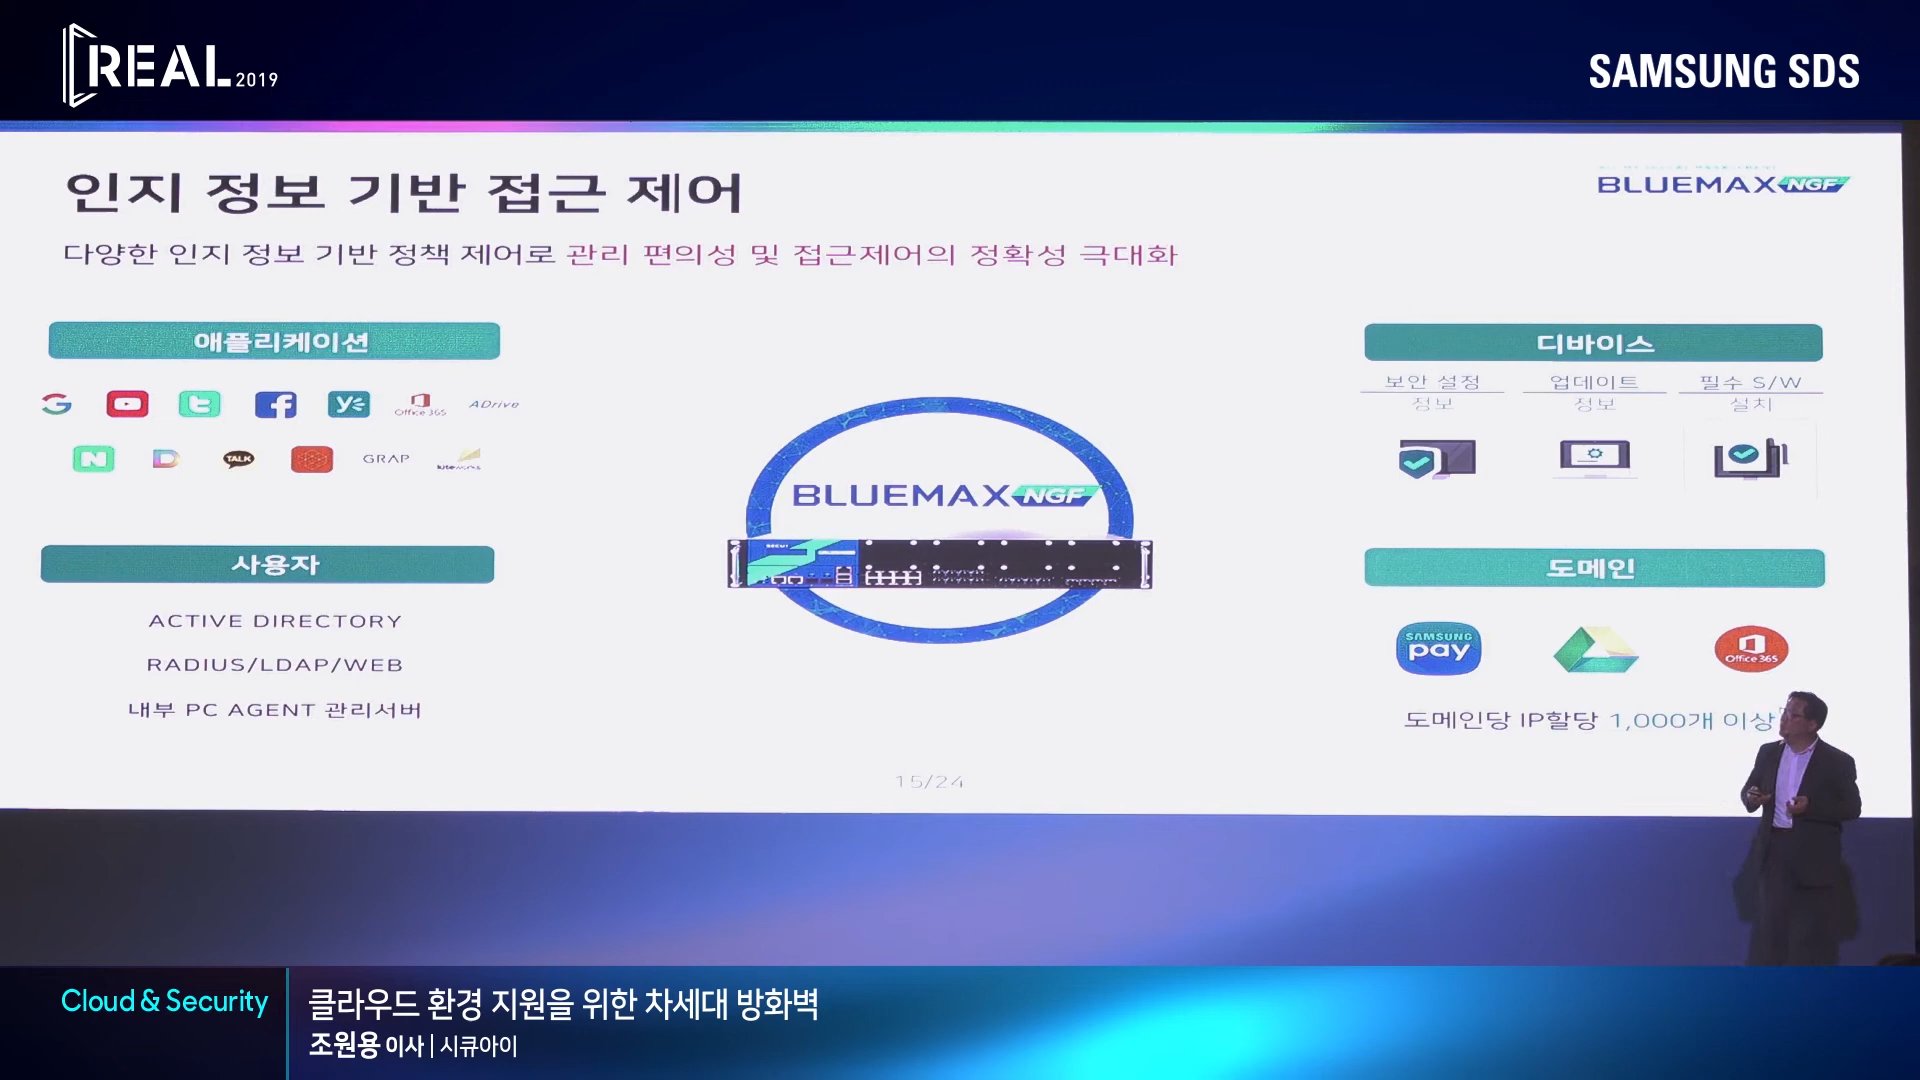 REAL 2019
SAMSUNG SDS
인지 정보 기반 접근 제어
BLUEMAX NGF
다양한 인지 정보 기반 정책 제어로 관리 편의성 및 접근제어의 정확성 극대화
애플리케이션
Office 365
ADrive
N
D
TALK
GRAP
kiteworks
사용자
ACTIVE DIRECTORY
RADIUS/LDAP/WEB
내부 PC AGENT 관리서버
BLUEMAX NGF
SECUI
디바이스
보안 설정 정보
업데이트 정보
필수 S/W 설치
도메인
SAMSUNG pay
Office 365
도메인당 IP할당 1,000개 이상
15/24
Cloud & Security
클라우드 환경 지원을 위한 차세대 방화벽
조원용 이사 | 시큐아이